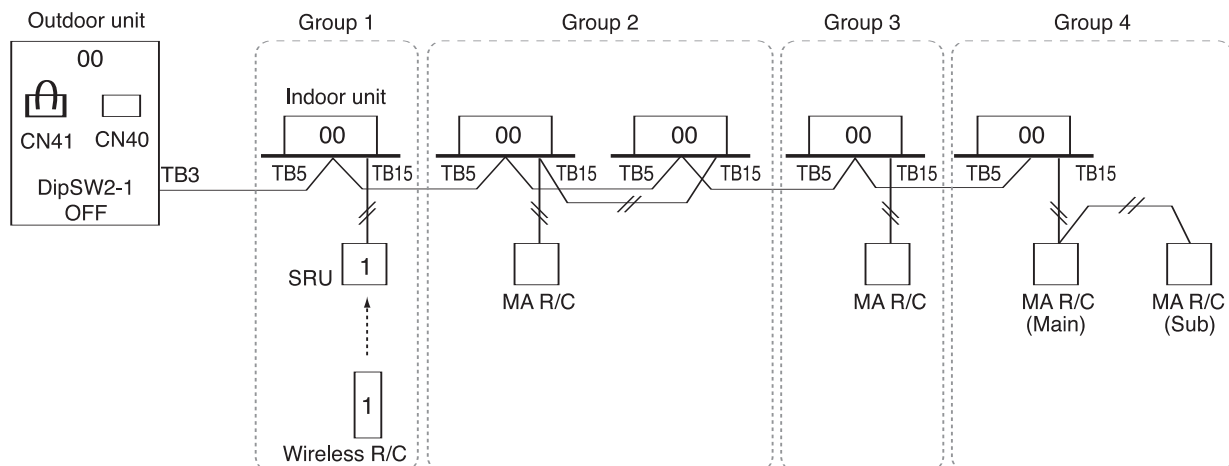 Outdoor unit
Group 1
Group 2
Group 3
Group 4
00
CN41
CN40
DipSW2-1
OFF
TB3
Indoor unit
00
00
00
00
00
TB5
TB15
TB5
TB15
TB5
TB15
TB5
TB15
TB5
TB15
SRU
1
MA R/C
MA R/C
MA R/C
(Main)
MA R/C
(Sub)
1
Wireless R/C